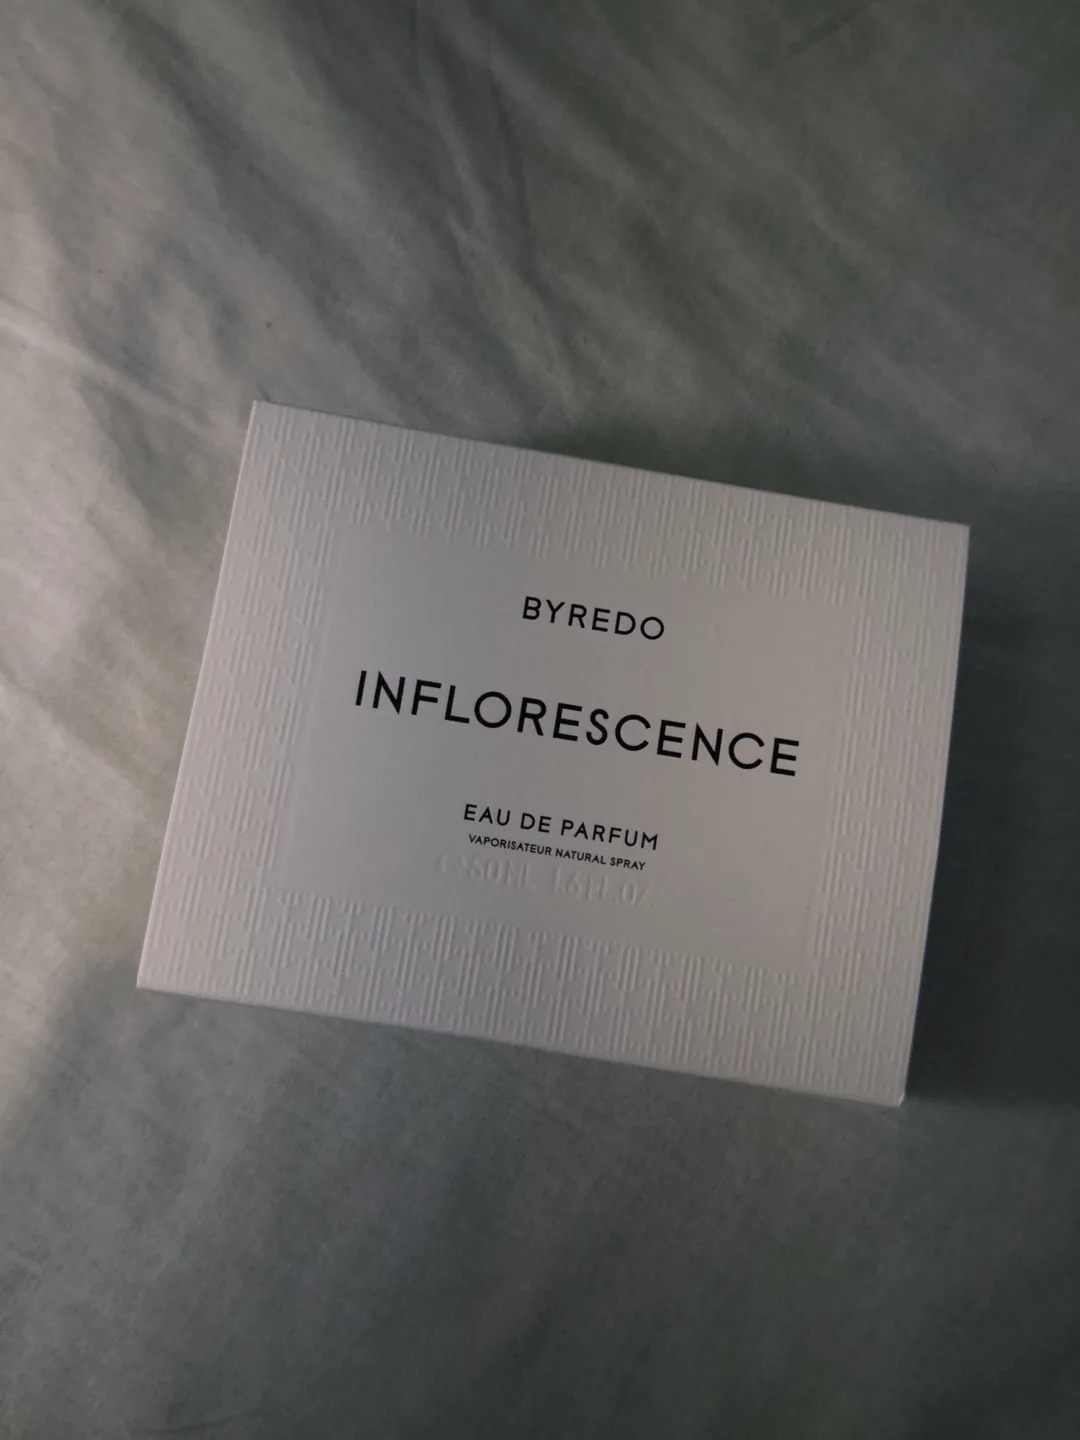 BYREDO
INFLORESCENCE
EAU DE PARFUM
VAPORISATEUR NATURAL SPRAY